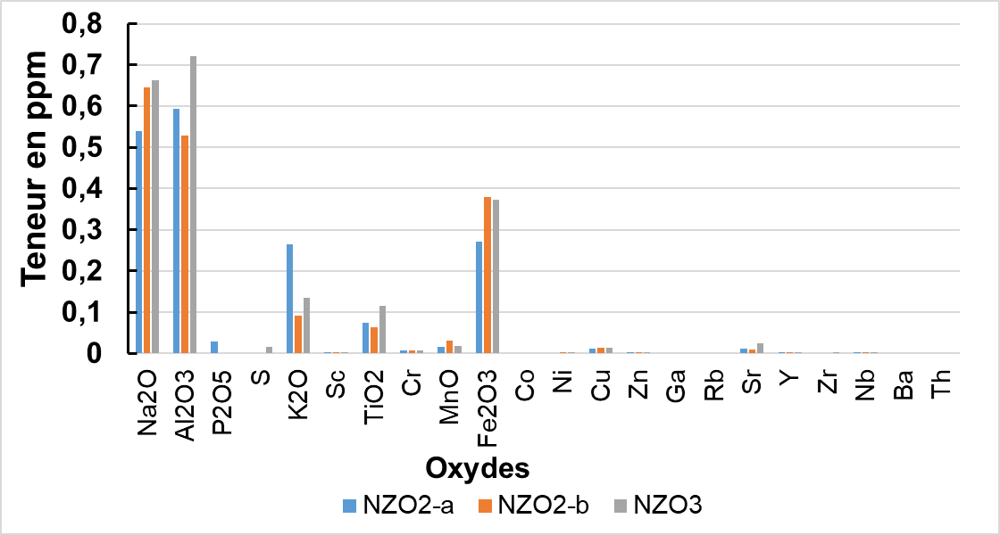 0,8
0,7
0,6
0,5
0,4
0,3
0,2
0,1
0
Teneur en ppm
Na2O
Al2O3
P2O5
S
K2O
Sc
TiO2
Cr
MnO
Fe2O3
Co
Ni
Cu
Zn
Ga
Rb
Sr
Y
Zr
Nb
Ba
Th
Oxydes
NZO2-a NZO2-b NZO3